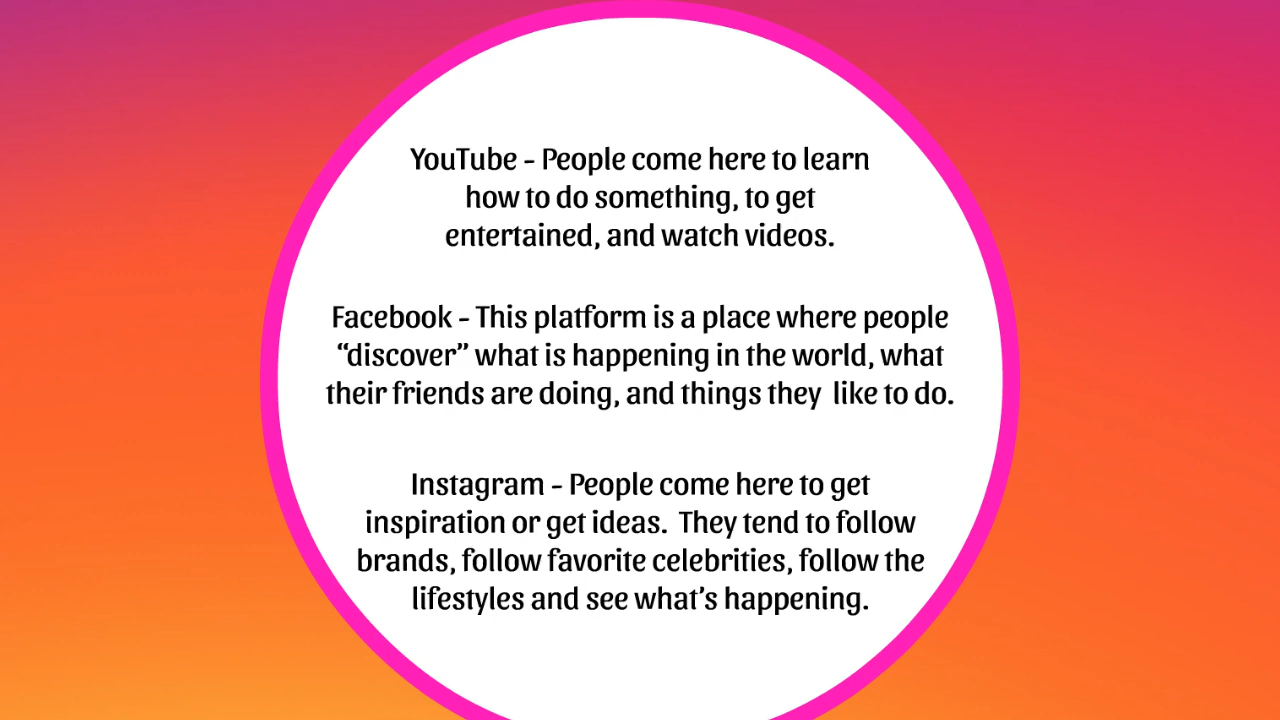 YouTube - People come here to learn
how to do something, to get
entertained, and watch videos.
Facebook - This platform is a place where people
“discover” what is happening in the world, what
their friends are doing, and things they  like to do.
Instagram - People come here to get
inspiration or get ideas.  They tend to follow
brands, follow favorite celebrities, follow the
lifestyles and see what’s happening.